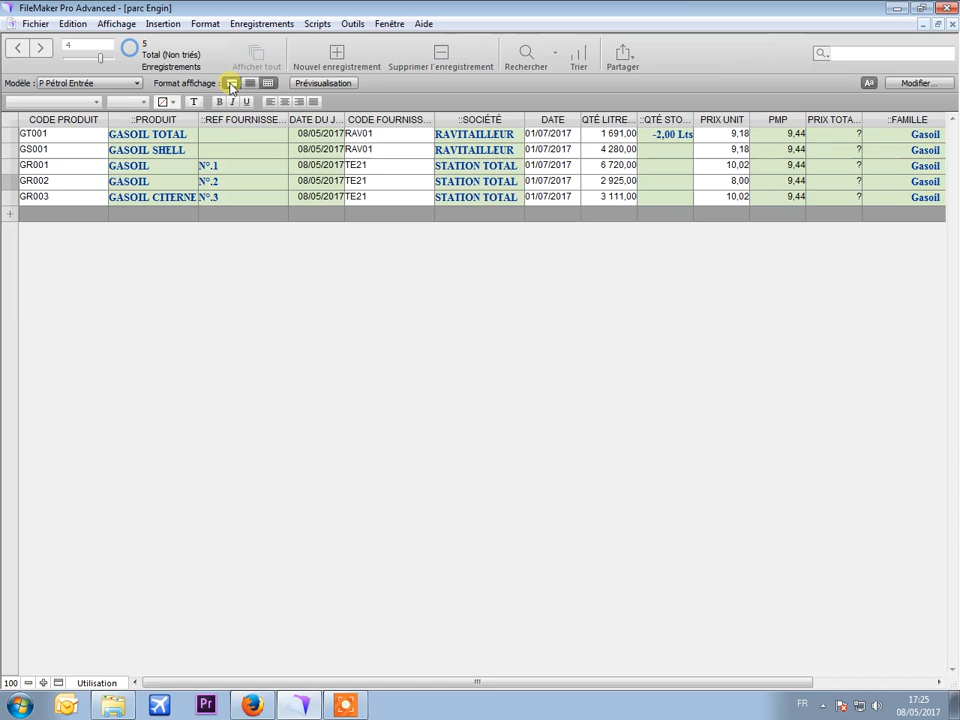 FileMaker Pro Advanced - [parc Engin]
Fichier Edition Affichage Insertion Format Enregistrements Scripts Outils Fenêtre Aide
4
5
Total (Non triés)
Enregistrements
Afficher tout
Nouvel enregistrement
Supprimer l'enregistrement
Rechercher
Trier
Partager
Modèle : P Pétrol Entrée Format affichage : Prévisualisation Aa Modifier...
T B I U
CODE PRODUIT ::PRODUIT ::REF FOURNISSE... DATE DU J... CODE FOURNISS... ::SOCIÉTÉ DATE QTÉ LITRE... ::QTÉ STO... PRIX UNIT PMP PRIX TOTA... ::FAMILLE
GT001 GASOIL TOTAL 08/05/2017 RAV01 RAVITAILLEUR 01/07/2017 1 691,00 -2,00 Lts 9,18 9,44 ? Gasoil
GS001 GASOIL SHELL 08/05/2017 RAV01 RAVITAILLEUR 01/07/2017 4 280,00 9,18 9,44 ? Gasoil
GR001 GASOIL N°.1 08/05/2017 TE21 STATION TOTAL 01/07/2017 6 720,00 10,02 9,44 ? Gasoil
GR002 GASOIL N°.2 08/05/2017 TE21 STATION TOTAL 01/07/2017 2 925,00 8,00 9,44 ? Gasoil
GR003 GASOIL CITERNE N°.3 08/05/2017 TE21 STATION TOTAL 01/07/2017 3 111,00 10,02 9,44 ? Gasoil
100 Utilisation
Pr FR 17:25
08/05/2017